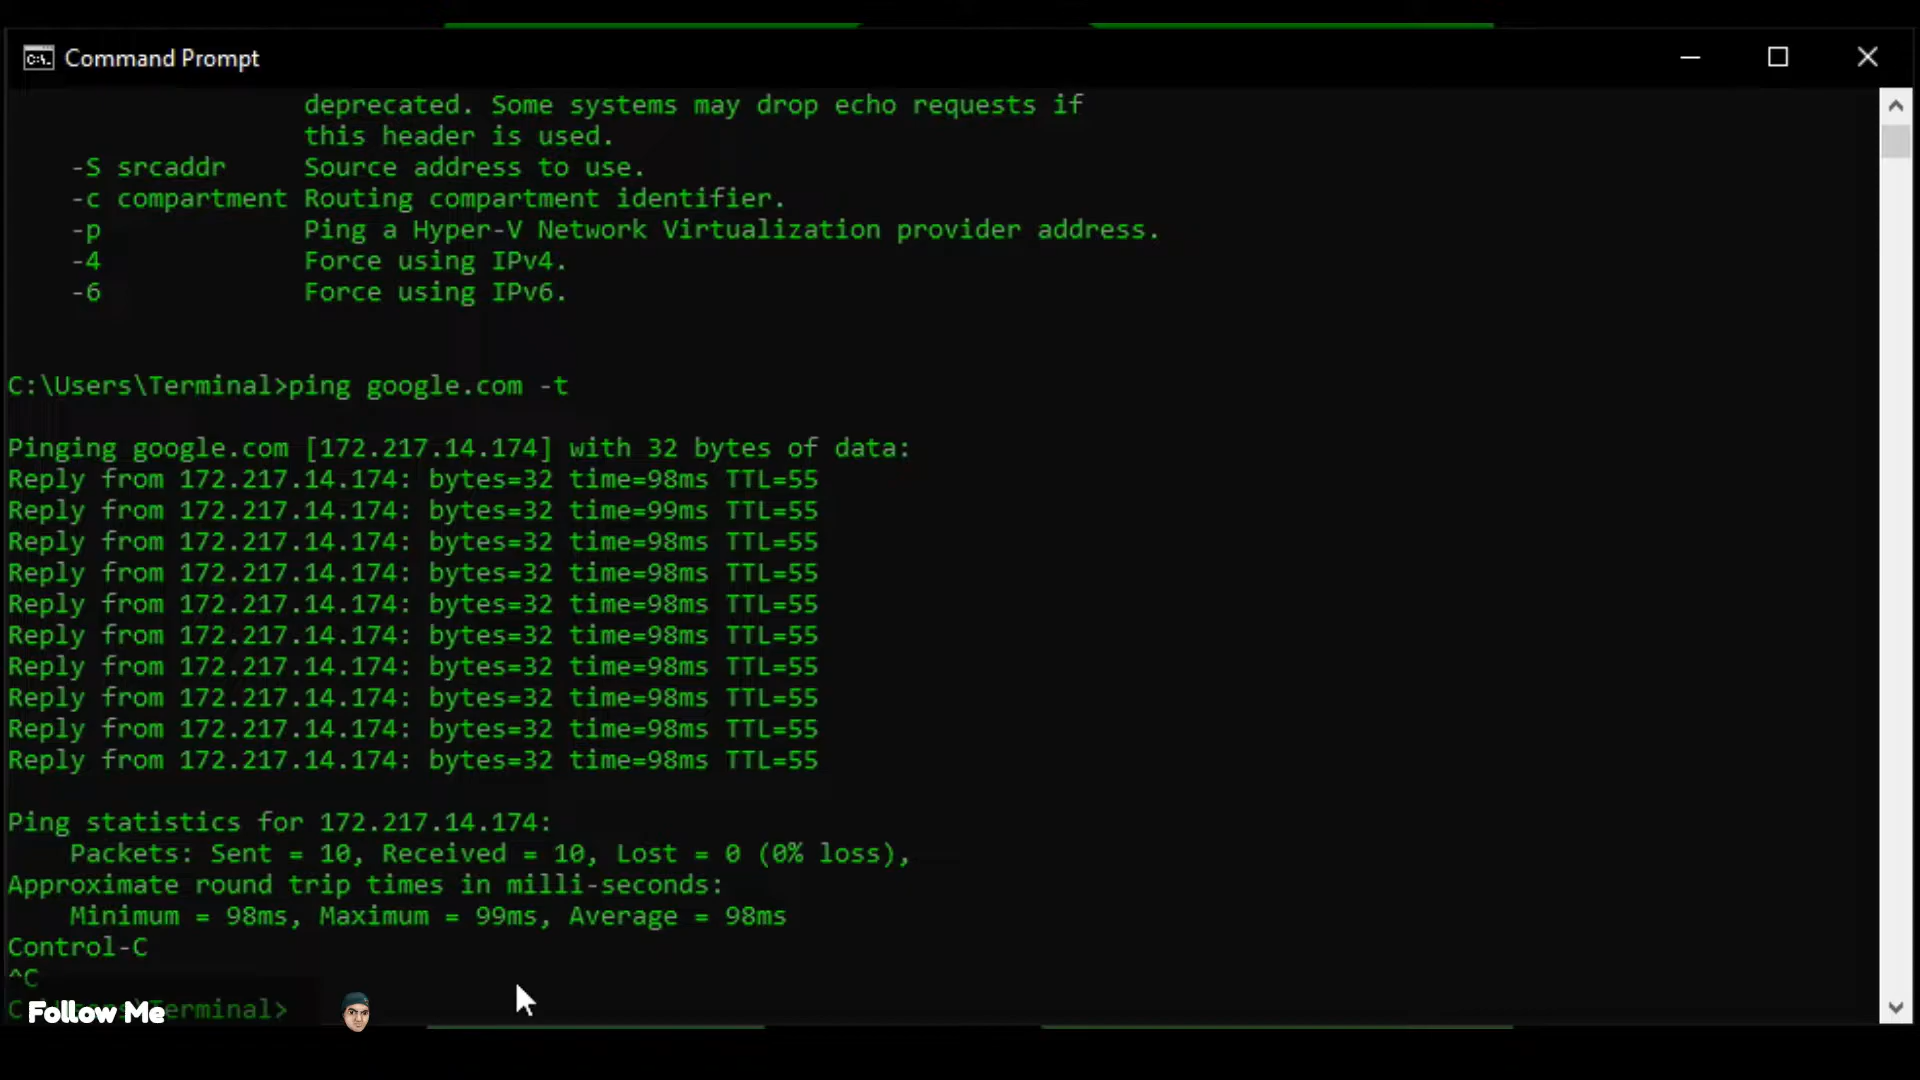 Command Prompt
deprecated. Some systems may drop echo requests if
this header is used.
-S srcaddr Source address to use.
-c compartment Routing compartment identifier.
-p Ping a Hyper-V Network Virtualization provider address.
-4 Force using IPv4.
-6 Force using IPv6.
C:\Users\Terminal>ping google.com -t
Pinging google.com [172.217.14.174] with 32 bytes of data:
Reply from 172.217.14.174: bytes=32 time=98ms TTL=55
Reply from 172.217.14.174: bytes=32 time=99ms TTL=55
Reply from 172.217.14.174: bytes=32 time=98ms TTL=55
Reply from 172.217.14.174: bytes=32 time=98ms TTL=55
Reply from 172.217.14.174: bytes=32 time=98ms TTL=55
Reply from 172.217.14.174: bytes=32 time=98ms TTL=55
Reply from 172.217.14.174: bytes=32 time=98ms TTL=55
Reply from 172.217.14.174: bytes=32 time=98ms TTL=55
Reply from 172.217.14.174: bytes=32 time=98ms TTL=55
Reply from 172.217.14.174: bytes=32 time=98ms TTL=55
Ping statistics for 172.217.14.174:
Packets: Sent = 10, Received = 10, Lost = 0 (0% loss),
Approximate round trip times in milli-seconds:
Minimum = 98ms, Maximum = 99ms, Average = 98ms
Control-C
^C
C:\Users\Terminal>
Follow Me